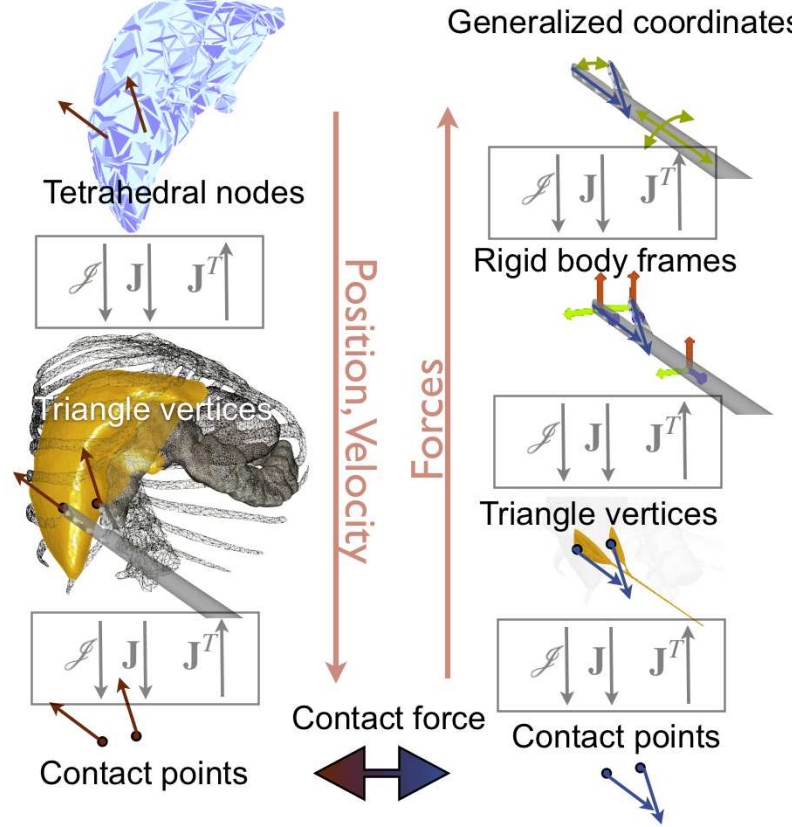 Generalized coordinates
Tetrahedral nodes
𝒥 J Jᵀ
𝒥 J Jᵀ
Rigid body frames
Position, Velocity
Forces
Triangle vertices
𝒥 J Jᵀ
Triangle vertices
𝒥 J Jᵀ
𝒥 J Jᵀ
Contact force
Contact points
Contact points